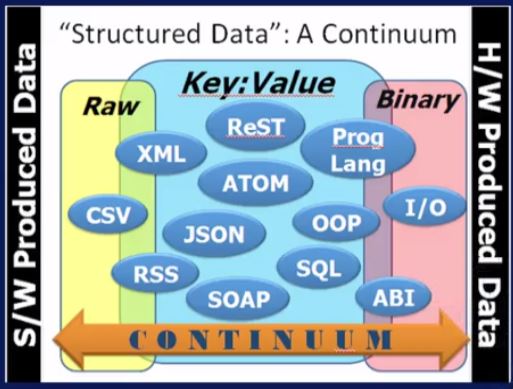 “Structured Data”: A Continuum
S/W Produced Data
H/W Produced Data
Raw
Key:Value
Binary
ReST
Prog
Lang
XML
ATOM
CSV
I/O
JSON
OOP
RSS
SQL
SOAP
ABI
CONTINUUM